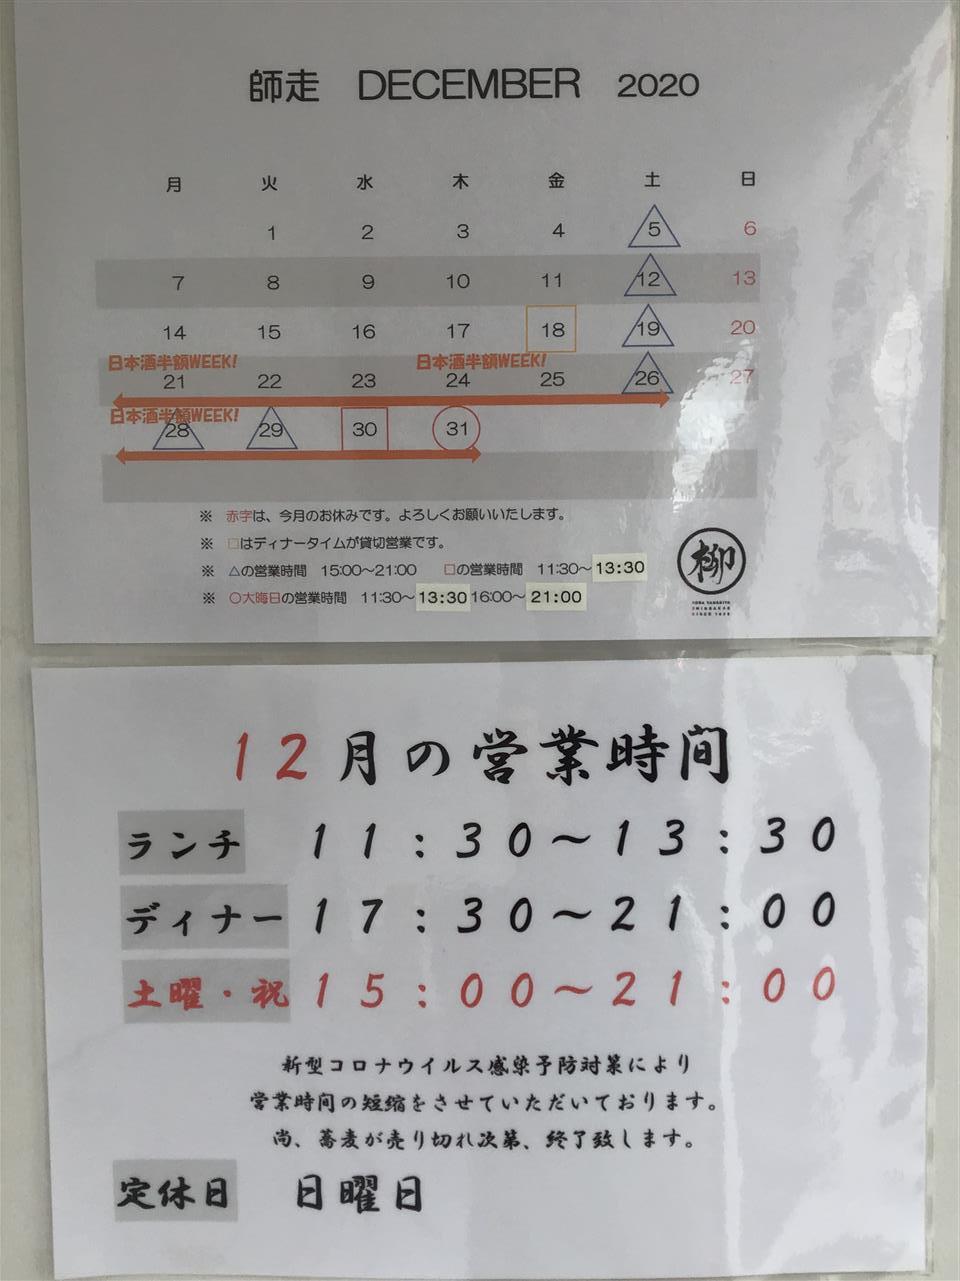 師走 DECEMBER 2020
月 火 水 木 金 土 日
1 2 3 4 5 6
7 8 9 10 11 12 13
14 15 16 17 18 19 20
日本酒半額WEEK! 日本酒半額WEEK!
21 22 23 24 25 26 27
日本酒半額WEEK!
28 29 30 31
※ 赤字は、今月のお休みです。よろしくお願いいたします。
※ □はディナータイムが貸切営業です。
※ △の営業時間 15:00〜21:00 □の営業時間 11:30〜13:30
※ ○大晦日の営業時間 11:30〜13:30 16:00〜21:00
柳
12月の営業時間
ランチ 11:30〜13:30
ディナー 17:30〜21:00
土曜・祝 15:00〜21:00
新型コロナウイルス感染予防対策により
営業時間の短縮をさせていただいております。
尚、蕎麦が売り切れ次第、終了致します。
定休日 日曜日